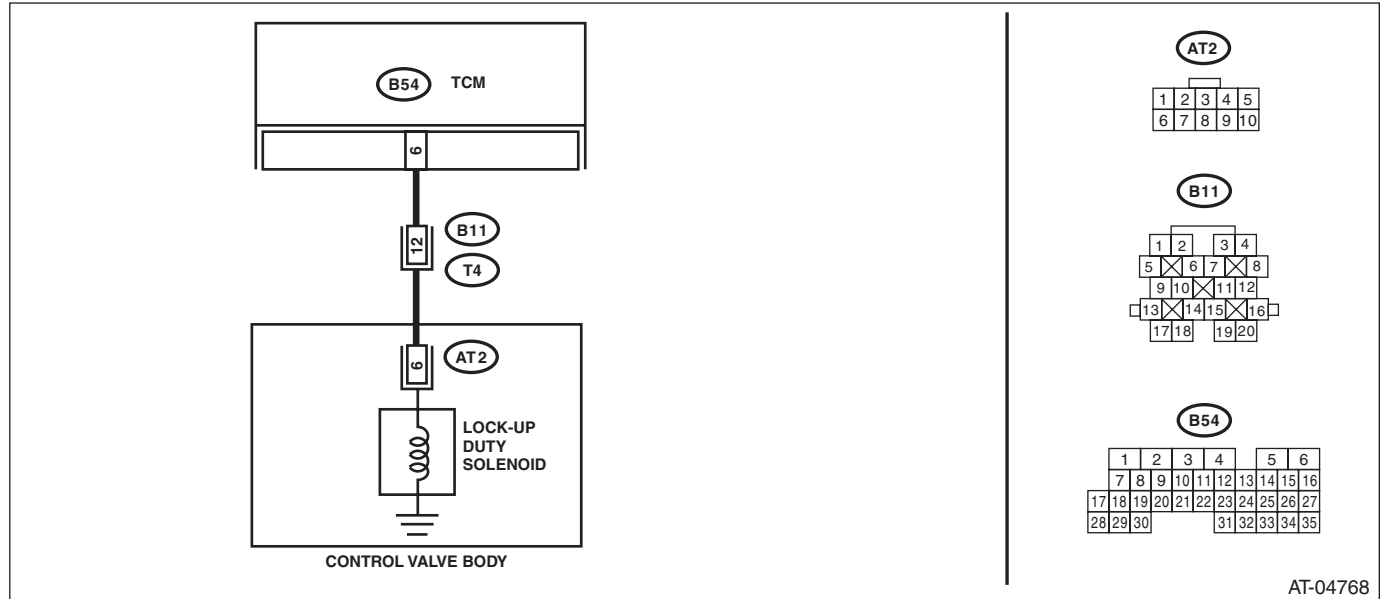 B54 TCM
6
12
B11
T4
6
AT2
LOCK-UP
DUTY
SOLENOID
CONTROL VALVE BODY
AT2
1 2 3 4 5
6 7 8 9 10
B11
1 2 3 4
5 6 7 8
9 10 11 12
13 14 15 16
17 18 19 20
B54
1 2 3 4 5 6
7 8 9 10 11 12 13 14 15 16
17 18 19 20 21 22 23 24 25 26 27
28 29 30 31 32 33 34 35
AT-04768